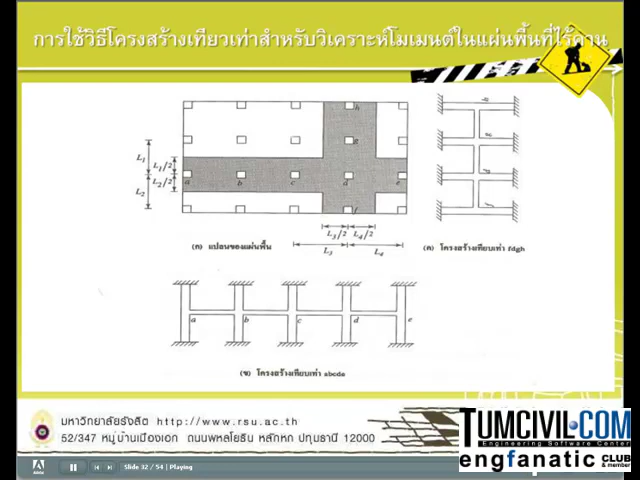 การใช้วิธีโครงสร้างเทียวเท่าสำหรับวิเคราะห์โมเมนต์ในแผ่นพื้นที่ไร้คาน
h
g
L₁
L₁/2
L₂/2
L₂
a b c d e
f
L₃/2 L₄/2
L₃ L₄
(ก) แปลนของแผ่นพื้น
(ค) โครงสร้างเทียบเท่า fdgh
a b c d e
(ข) โครงสร้างเทียบเท่า abcde
มหาวิทยาลัยรังสิต http://www.rsu.ac.th
52/347 หมู่บ้านเมืองเอก ถนนพหลโยธิน หลักหก ปทุมธานี 12000
TUMCIVIL.COM
Engineering Software Center
engfanatic CLUB
& member
Adobe
Slide 32 / 54 | Playing